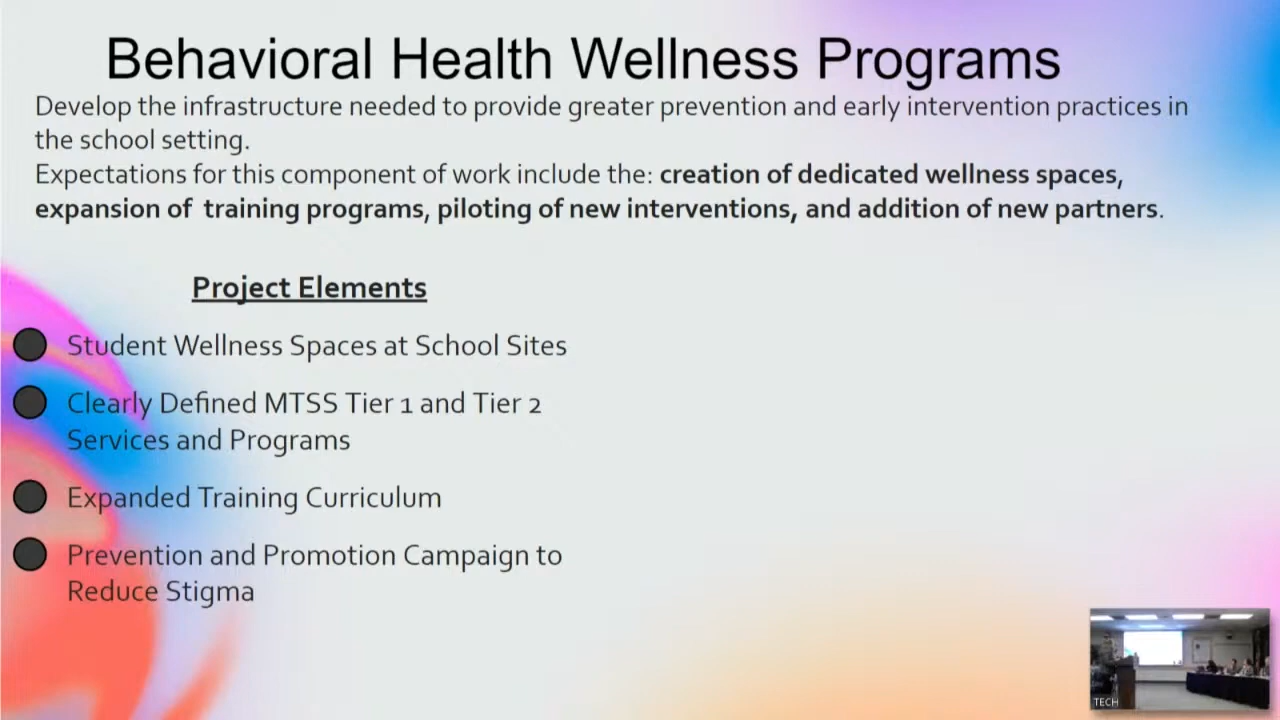 Behavioral Health Wellness Programs
Develop the infrastructure needed to provide greater prevention and early intervention practices in
the school setting.
Expectations for this component of work include the: creation of dedicated wellness spaces,
expansion of  training programs, piloting of new interventions, and addition of new partners.
Project Elements
Student Wellness Spaces at School Sites
Clearly Defined MTSS Tier 1 and Tier 2
Services and Programs
Expanded Training Curriculum
Prevention and Promotion Campaign to
Reduce Stigma
TECH